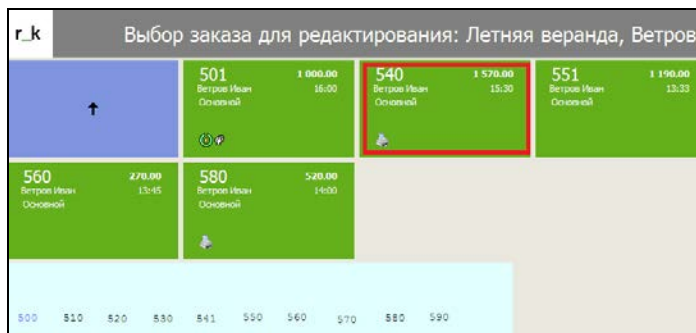 r_k
Выбор заказа для редактирования: Летняя веранда, Ветров
501 1 000.00
Ветров Иван 16:00
Основной
540 1 570.00
Ветров Иван 15:30
Основной
551 1 190.00
Ветров Иван 13:33
Основной
560 270.00
Ветров Иван 13:45
Основной
580 520.00
Ветров Иван 14:00
Основной
500 510 520 530 541 550 560 570 580 590